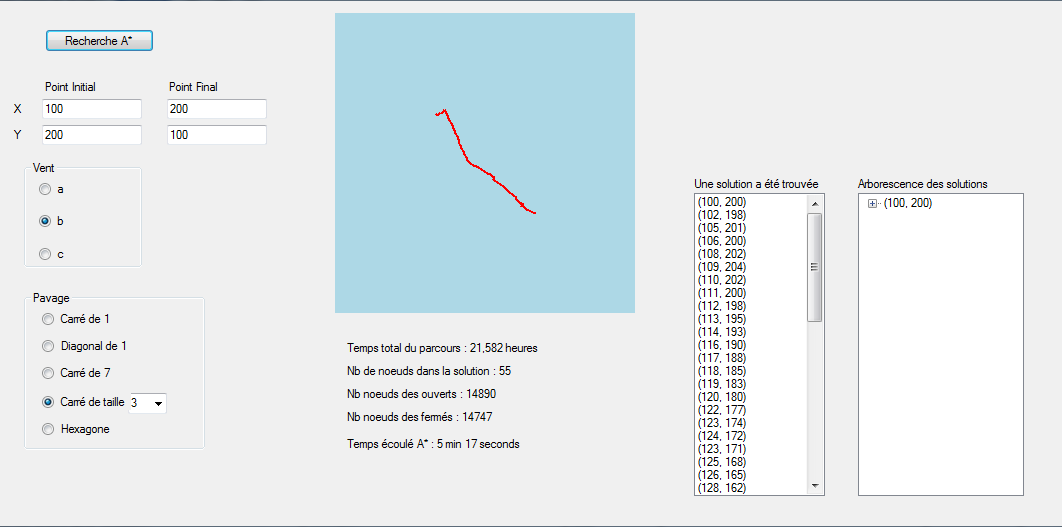 Recherche A*
Point Initial
Point Final
X
100
200
Y
200
100
Vent
a
b
c
Pavage
Carré de 1
Diagonal de 1
Carré de 7
Carré de taille
3
Hexagone
Temps total du parcours : 21,582 heures
Nb de noeuds dans la solution : 55
Nb noeuds des ouverts : 14890
Nb noeuds des fermés : 14747
Temps écoulé A* : 5 min 17 seconds
Une solution a été trouvée
(100, 200)
(102, 198)
(105, 201)
(106, 200)
(108, 202)
(109, 204)
(110, 202)
(111, 200)
(112, 198)
(113, 195)
(114, 193)
(116, 190)
(117, 188)
(118, 185)
(119, 183)
(120, 180)
(122, 177)
(123, 174)
(124, 172)
(123, 171)
(125, 168)
(126, 165)
(128, 162)
Arborescence des solutions
(100, 200)